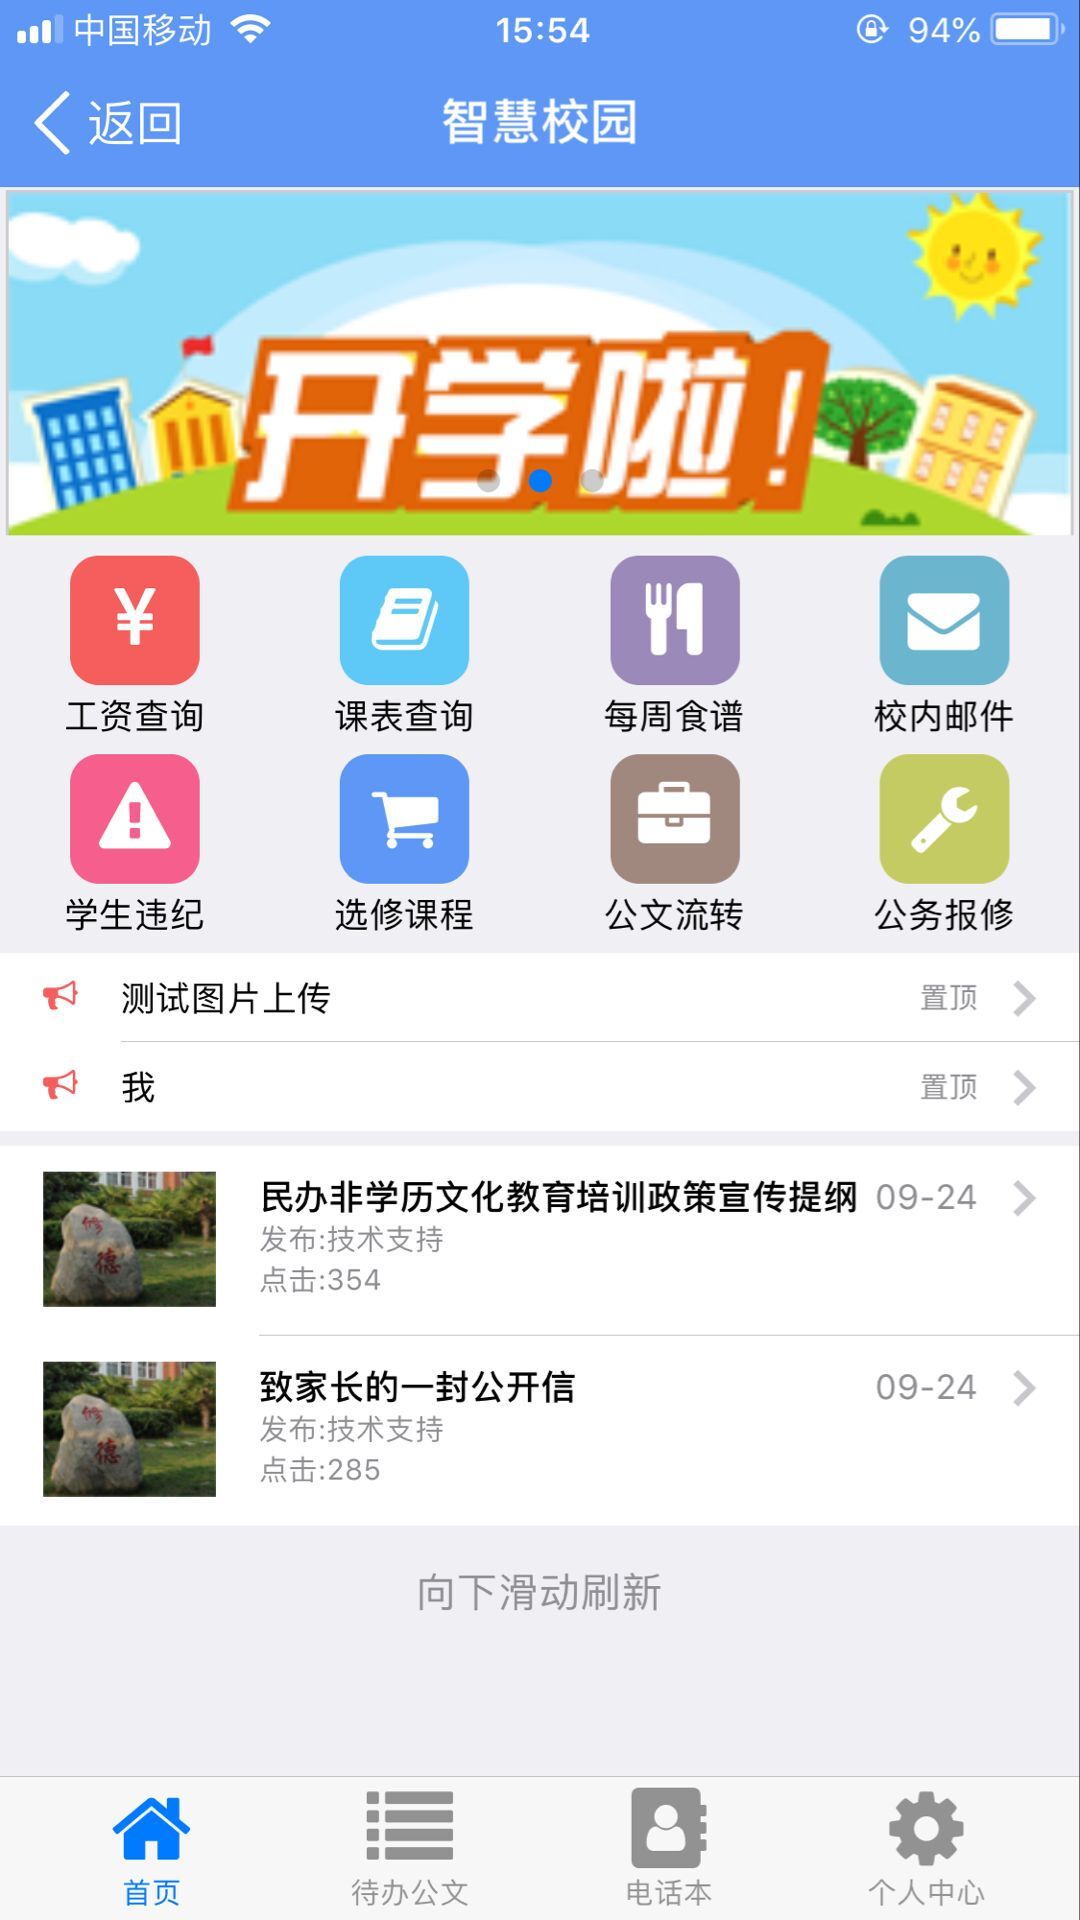 中国移动 15:54 94%
返回 智慧校园
开学啦!
工资查询 课表查询 每周食谱 校内邮件
学生违纪 选修课程 公文流转 公务报修
测试图片上传 置顶
我 置顶
民办非学历文化教育培训政策宣传提纲 09-24
发布:技术支持
点击:354
修德
致家长的一封公开信 09-24
发布:技术支持
点击:285
修德
向下滑动刷新
首页 待办公文 电话本 个人中心